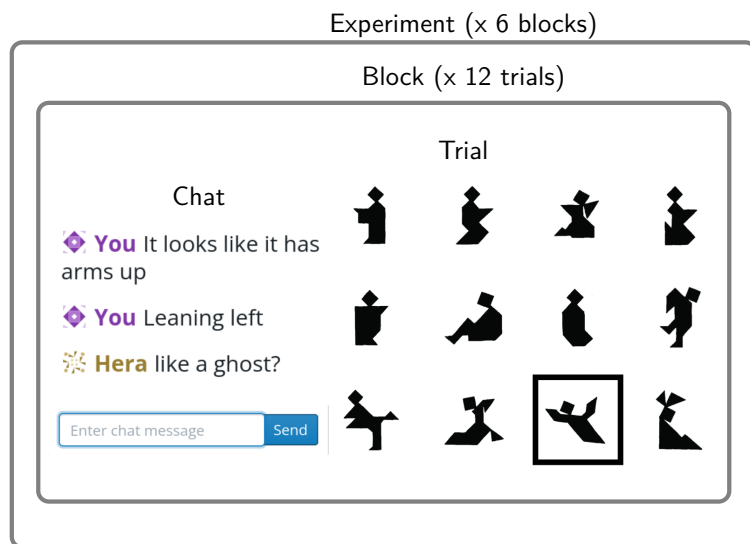 Experiment (x 6 blocks)
Block (x 12 trials)
Trial
Chat
You It looks like it has
arms up
You Leaning left
Hera like a ghost?
Enter chat message
Send